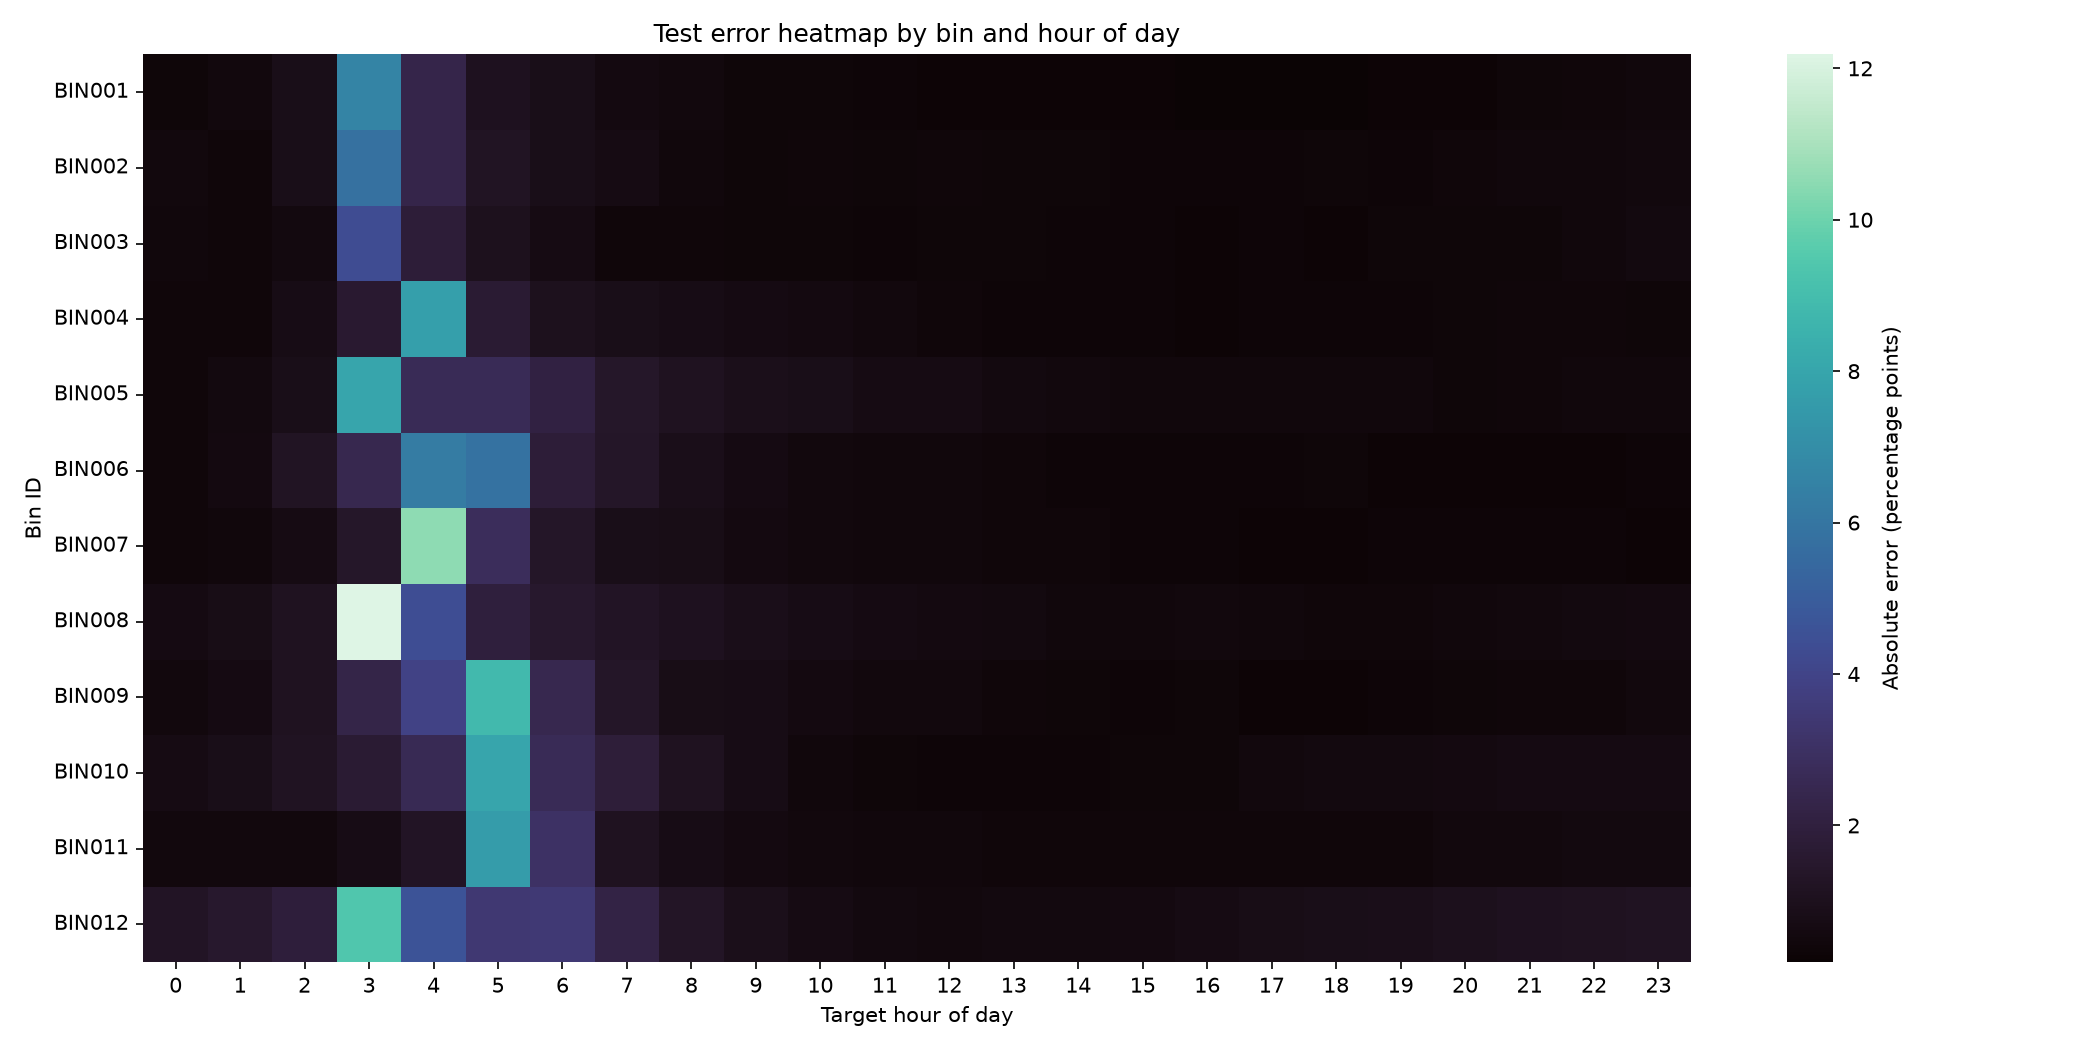 Test error heatmap by bin and hour of day
Bin ID
BIN001
BIN002
BIN003
BIN004
BIN005
BIN006
BIN007
BIN008
BIN009
BIN010
BIN011
BIN012
0 1 2 3 4 5 6 7 8 9 10 11 12 13 14 15 16 17 18 19 20 21 22 23
Target hour of day
12
10
8
6
4
2
Absolute error (percentage points)